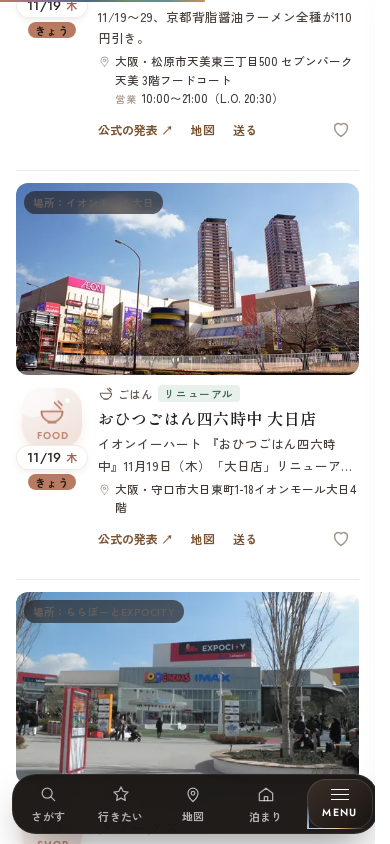 11/19 木
きょう
11/19〜29、京都背脂醤油ラーメン全種が110
円引き。
大阪・松原市天美東三丁目500 セブンパーク
天美 3階フードコート
営業 10:00〜21:00（L.O. 20:30）
公式の発表 ↗ 地図 送る
場所：イオンモール大日
AEON
ごはん リニューアル
FOOD
11/19 木
きょう
おひつごはん四六時中 大日店
イオンイーハート 『おひつごはん四六時
中』11月19日（木）「大日店」リニューア…
大阪・守口市大日東町1-18イオンモール大日4
階
公式の発表 ↗ 地図 送る
場所：ららぽーとEXPOCITY
EXPOCITY
IMAX
さがす 行きたい 地図 泊まり MENU
SHOP